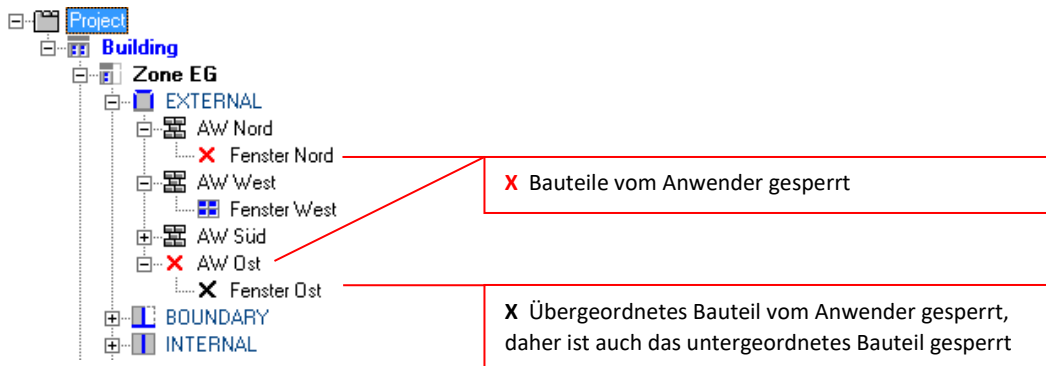 Project
Building
Zone EG
EXTERNAL
AW Nord
X Fenster Nord
AW West
Fenster West
AW Süd
X AW Ost
X Fenster Ost
BOUNDARY
INTERNAL
X Bauteile vom Anwender gesperrt
X Übergeordnetes Bauteil vom Anwender gesperrt,
daher ist auch das untergeordnetes Bauteil gesperrt